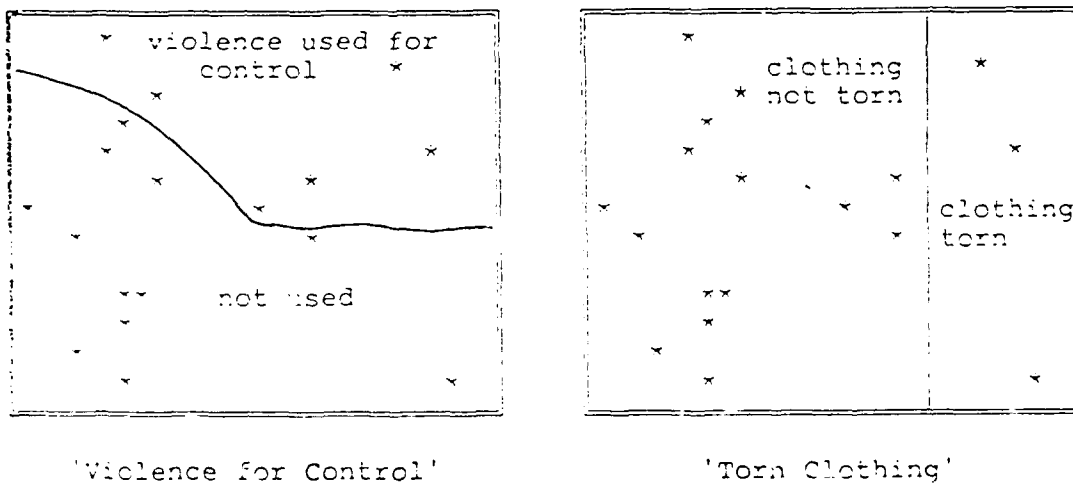 violence used for
control
not used
'Violence for Control'
clothing
not torn
clothing
torn
'Torn Clothing'